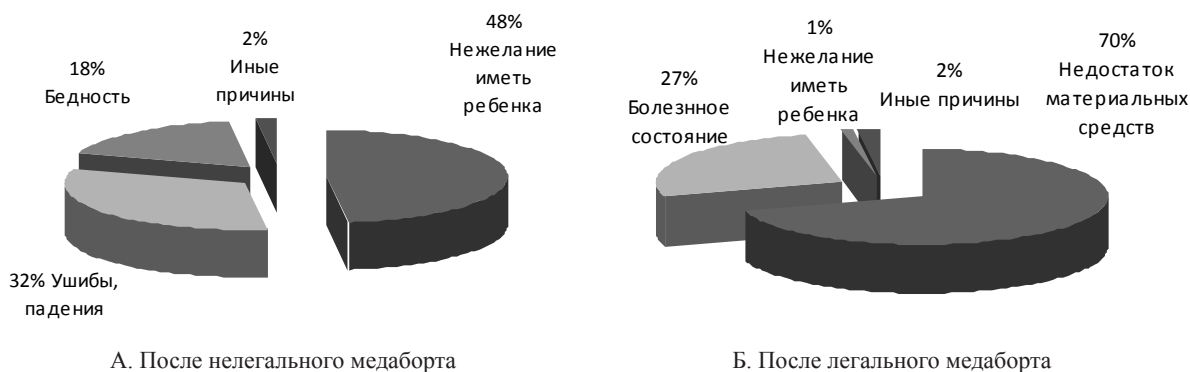 48%
Нежелание
иметь
ребенка
2%
Иные
причины
18%
Бедность
32% Ушибы,
падения
А. После нелегального медаборта
70%
Недостаток
материальных
средств
1%
Нежелание
иметь
ребенка
2%
Иные причины
27%
Болезнное
состояние
Б. После легального медаборта